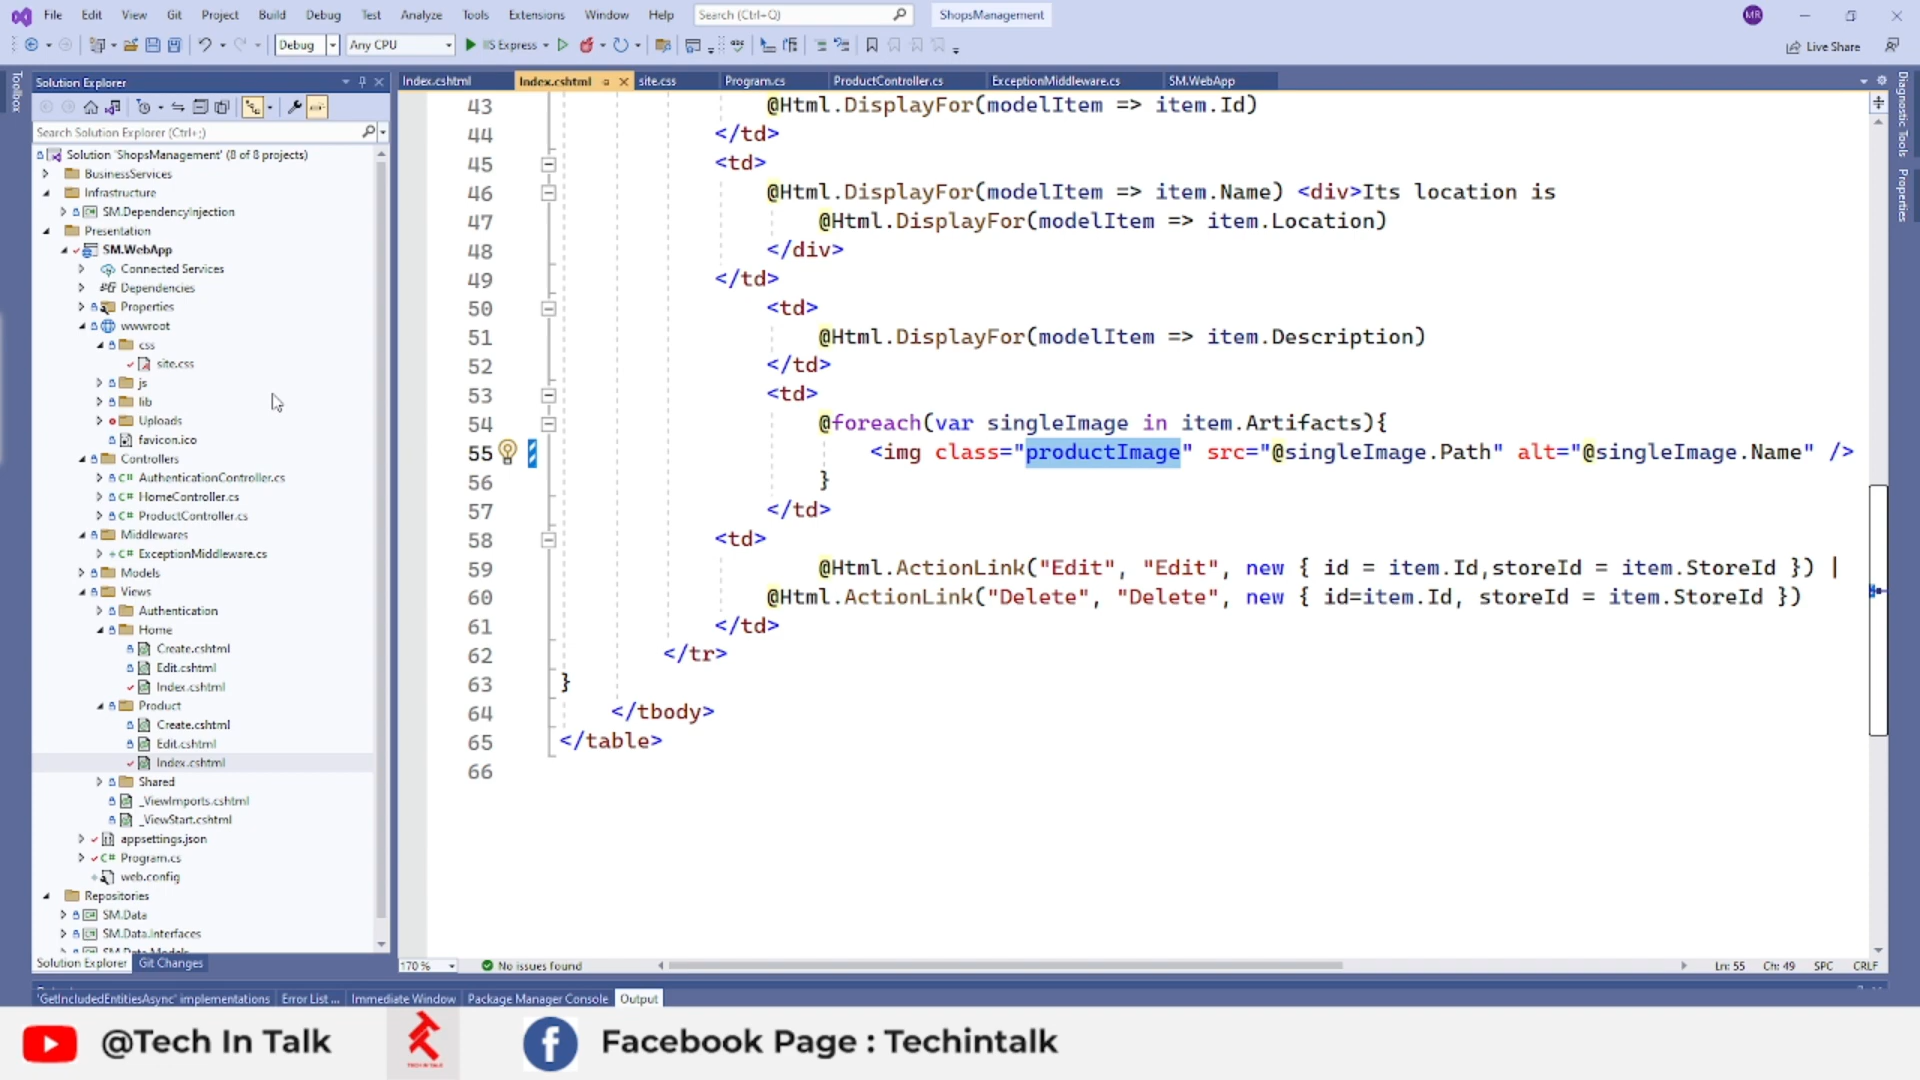 File Edit View Git Project Build Debug Test Analyze Tools Extensions Window Help Search (Ctrl+Q) ShopsManagement MR
Debug Any CPU IIS Express Live Share
Toolbox
Solution Explorer
Search Solution Explorer (Ctrl+;)
Solution 'ShopsManagement' (8 of 8 projects)
BusinessServices
Infrastructure
SM.DependencyInjection
Presentation
SM.WebApp
Connected Services
Dependencies
Properties
wwwroot
css
site.css
js
lib
Uploads
favicon.ico
Controllers
AuthenticationController.cs
HomeController.cs
ProductController.cs
Middlewares
ExceptionMiddleware.cs
Models
Views
Authentication
Home
Create.cshtml
Edit.cshtml
Index.cshtml
Product
Create.cshtml
Edit.cshtml
Index.cshtml
Shared
_ViewImports.cshtml
_ViewStart.cshtml
appsettings.json
Program.cs
web.config
Repositories
SM.Data
SM.Data.Interfaces
SM.Data.Models
Solution Explorer Git Changes
Index.cshtml Index.cshtml site.css Program.cs ProductController.cs ExceptionMiddleware.cs SM.WebApp
43 @Html.DisplayFor(modelItem => item.Id)
44 </td>
45 <td>
46 @Html.DisplayFor(modelItem => item.Name) <div>Its location is
47 @Html.DisplayFor(modelItem => item.Location)
48 </div>
49 </td>
50 <td>
51 @Html.DisplayFor(modelItem => item.Description)
52 </td>
53 <td>
54 @foreach(var singleImage in item.Artifacts){
55 <img class="productImage" src="@singleImage.Path" alt="@singleImage.Name" />
56 }
57 </td>
58 <td>
59 @Html.ActionLink("Edit", "Edit", new { id = item.Id,storeId = item.StoreId }) |
60 @Html.ActionLink("Delete", "Delete", new { id=item.Id, storeId = item.StoreId })
61 </td>
62 </tr>
63 }
64 </tbody>
65 </table>
66
170 % No issues found Ln: 55 Ch: 49 SPC CRLF
Diagnostic Tools
Properties
'GetIncludedEntitiesAsync' implementations Error List ... Immediate Window Package Manager Console Output
@Tech In Talk TECH IN TALK Facebook Page : Techintalk